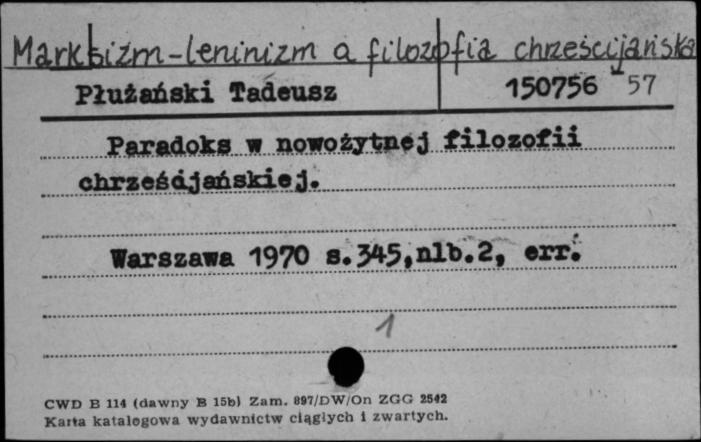 Marksizm-leninizm a filozofia chrześcijańska
Płużański Tadeusz 150756 57
Paradoks w nowożytnej filozofii
chrześcijańskiej.
Warszawa 1970 s.345,nlb.2, err.
1
CWD B 114 (dawny B 15b) Zam. 897/DW/On ZGG 2542
Karta katalogowa wydawnictw ciągłych i zwartych.